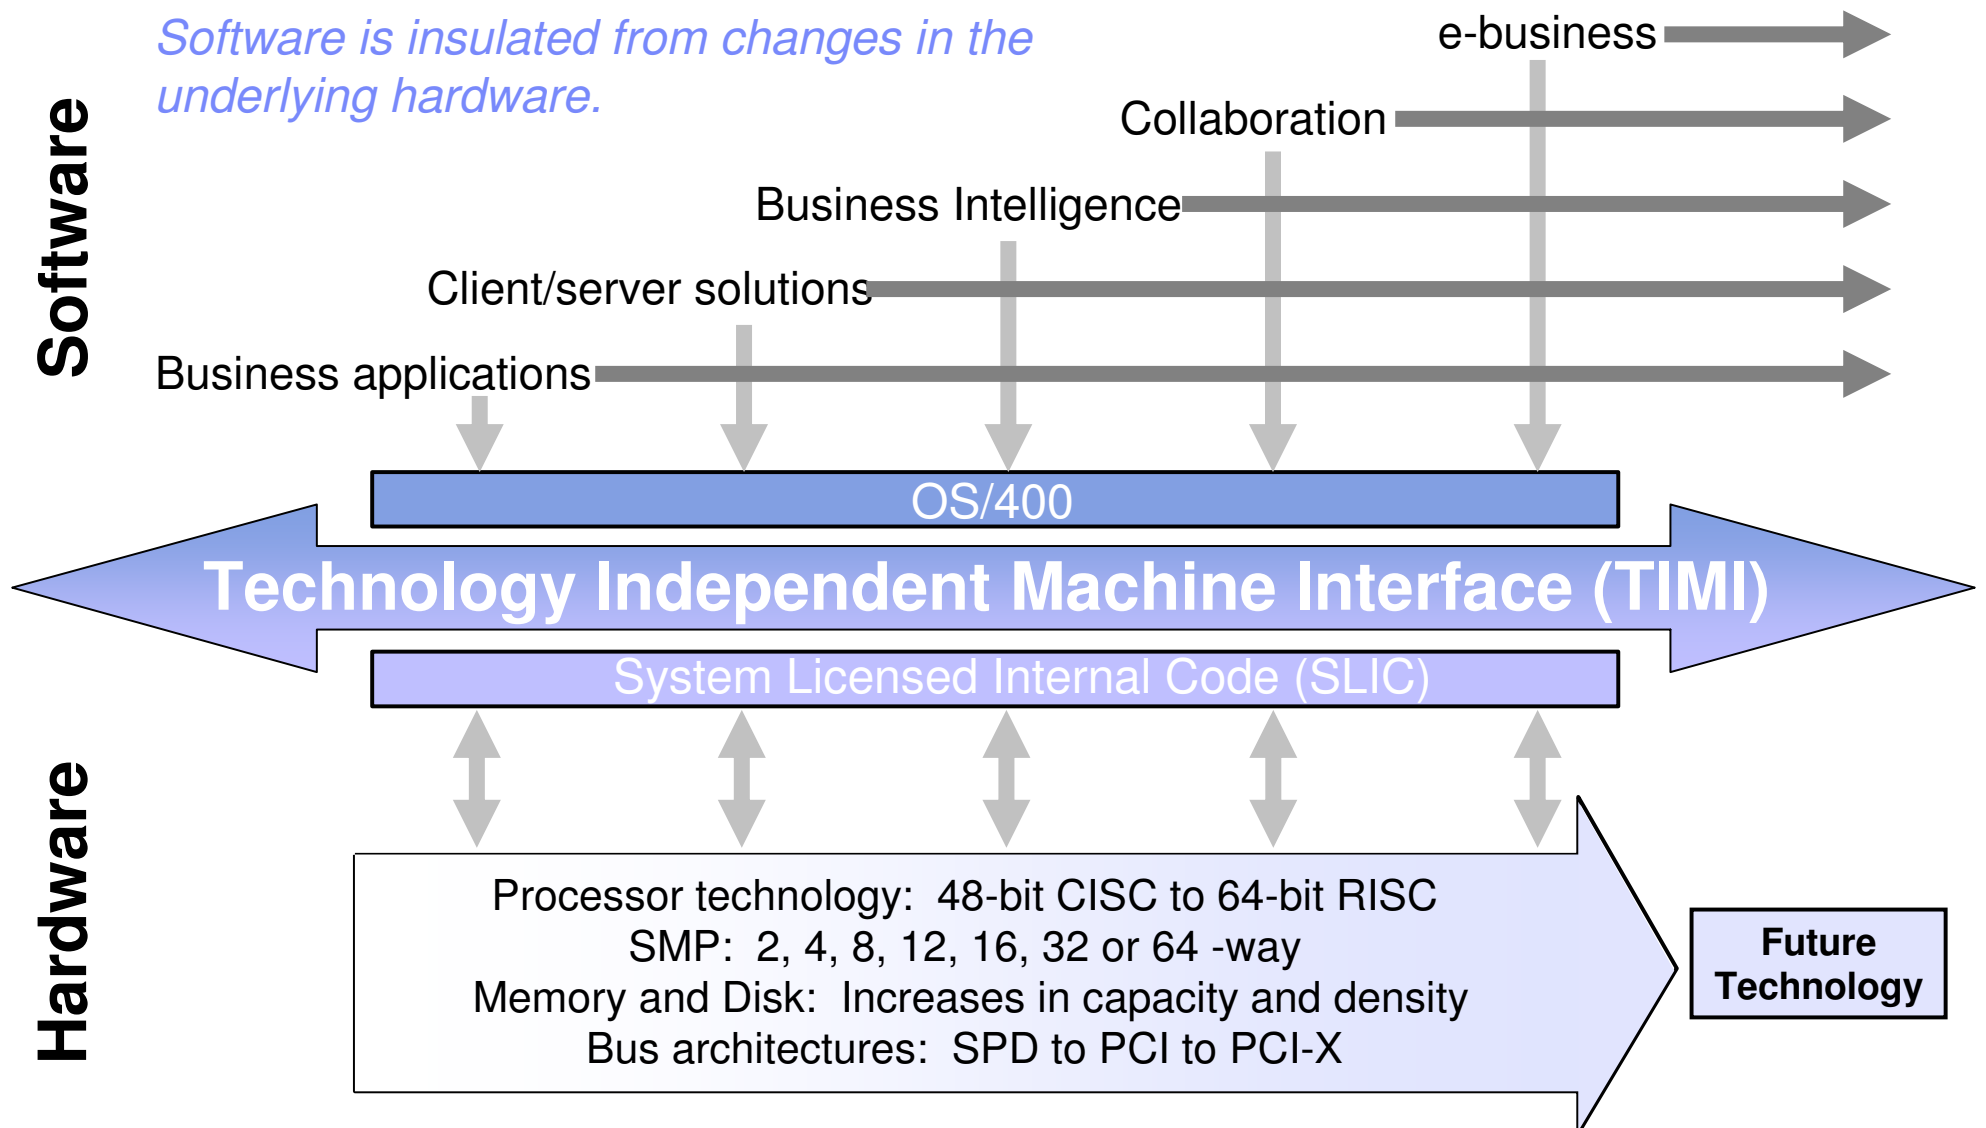 Software is insulated from changes in the
underlying hardware.
e-business
Collaboration
Business Intelligence
Client/server solutions
Business applications
Software
OS/400
Technology Independent Machine Interface (TIMI)
System Licensed Internal Code (SLIC)
Hardware
Processor technology:  48-bit CISC to 64-bit RISC
SMP:  2, 4, 8, 12, 16, 32 or 64 -way
Memory and Disk:  Increases in capacity and density
Bus architectures:  SPD to PCI to PCI-X
Future
Technology